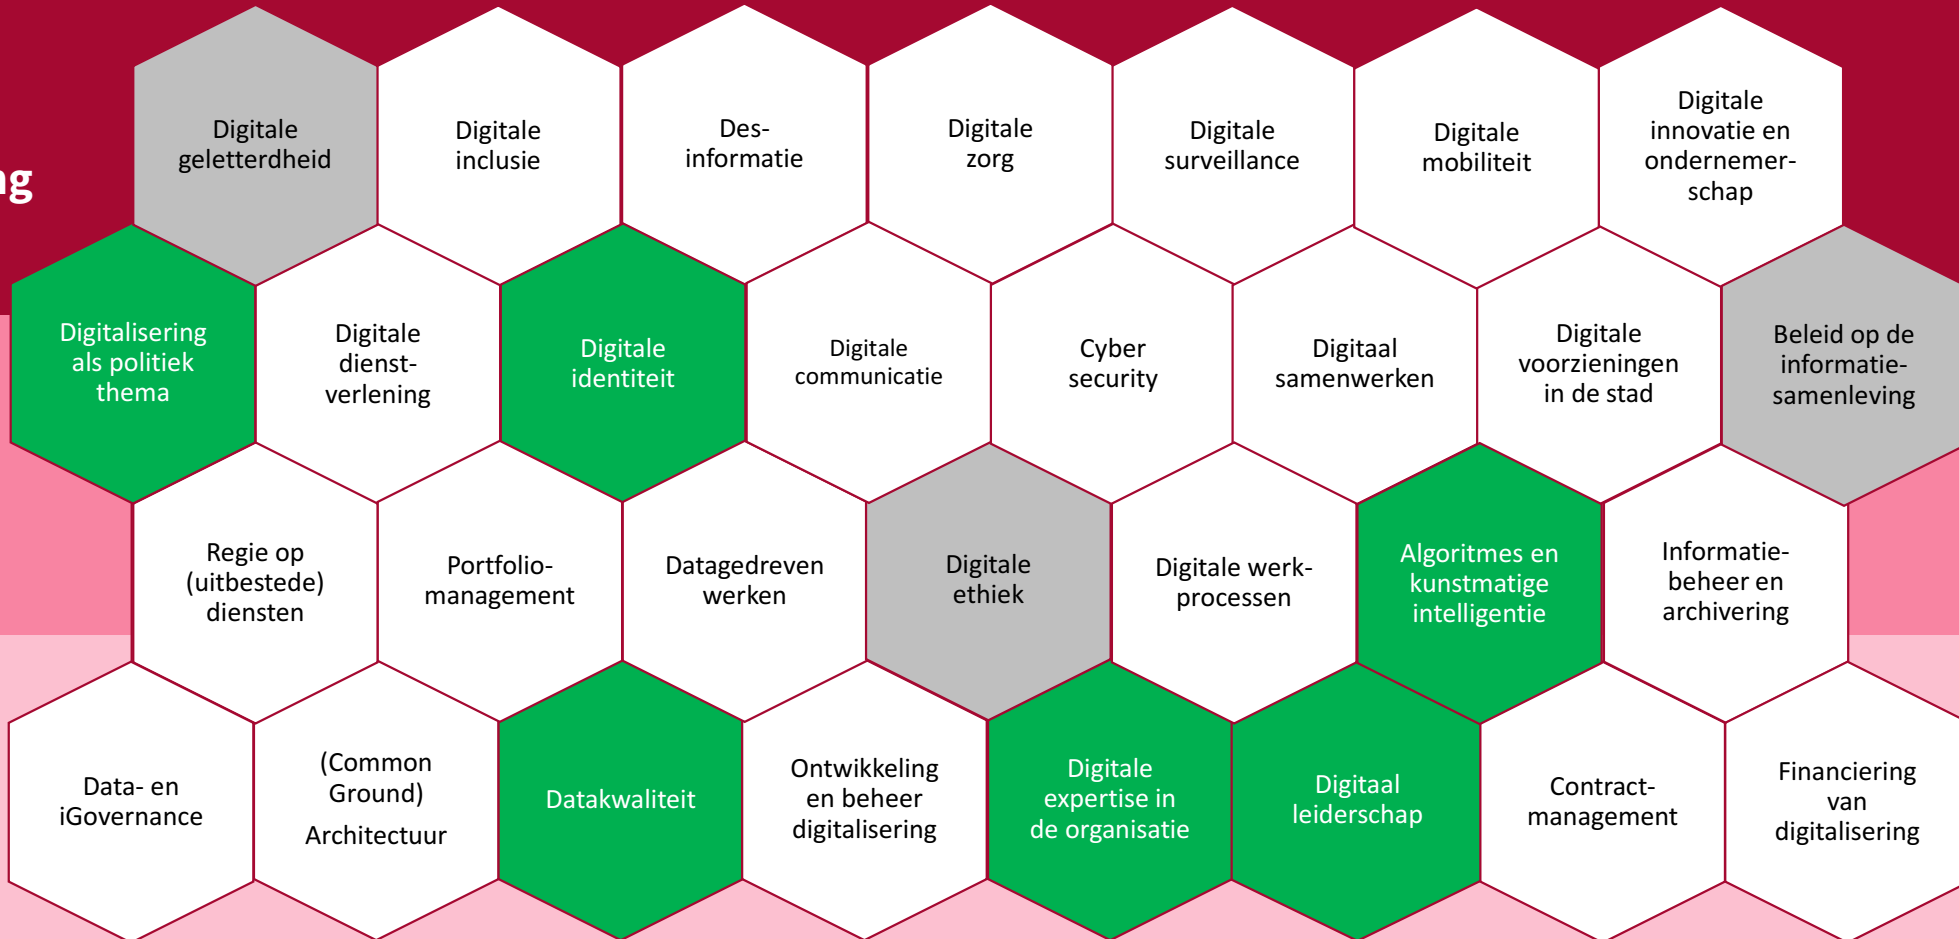 Digitale
geletterdheid
Digitale
inclusie
Des-
informatie
Digitale
zorg
Digitale
surveillance
Digitale
mobiliteit
Digitale
innovatie en
ondernemer-
schap
ng
Digitalisering
als politiek
thema
Digitale
dienst-
verlening
Digitale
identiteit
Digitale
communicatie
Cyber
security
Digitaal
samenwerken
Digitale
voorzieningen
in de stad
Beleid op de
informatie-
samenleving
Regie op
(uitbestede)
diensten
Portfolio-
management
Datagedreven
werken
Digitale
ethiek
Digitale werk-
processen
Algoritmes en
kunstmatige
intelligentie
Informatie-
beheer en
archivering
Data- en
iGovernance
(Common
Ground)
Architectuur
Datakwaliteit
Ontwikkeling
en beheer
digitalisering
Digitale
expertise in
de organisatie
Digitaal
leiderschap
Contract-
management
Financiering
van
digitalisering